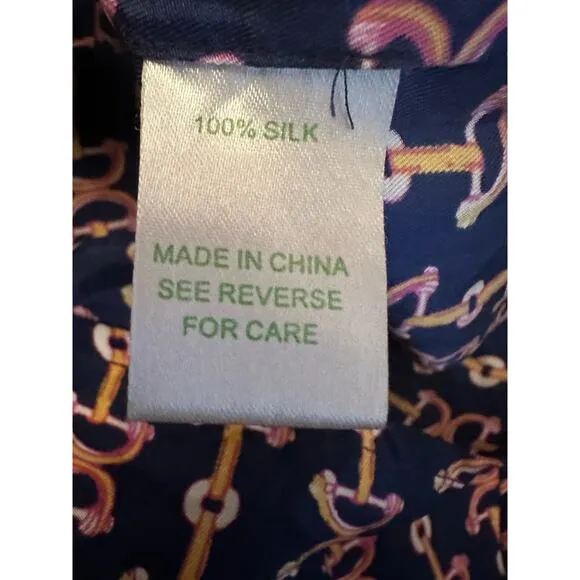 100% SILK
MADE IN CHINA
SEE REVERSE
FOR CARE